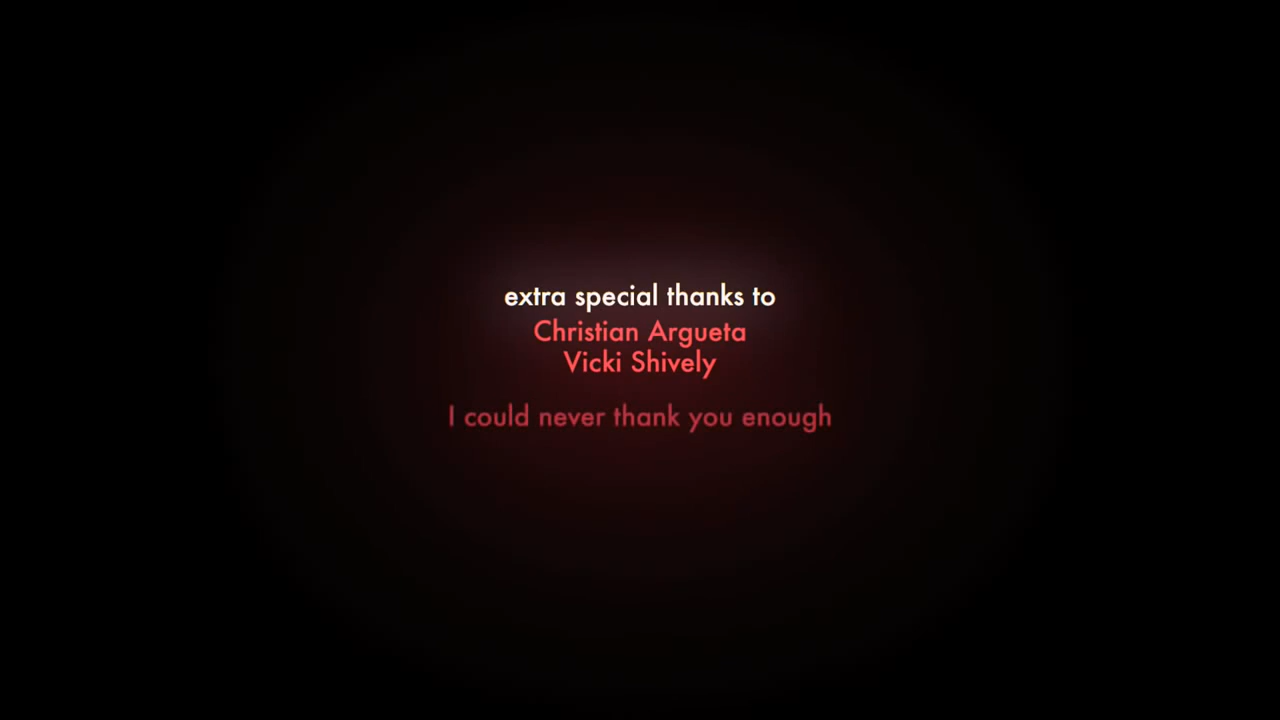 extra special thanks to
Christian Argueta
Vicki Shively
I could never thank you enough